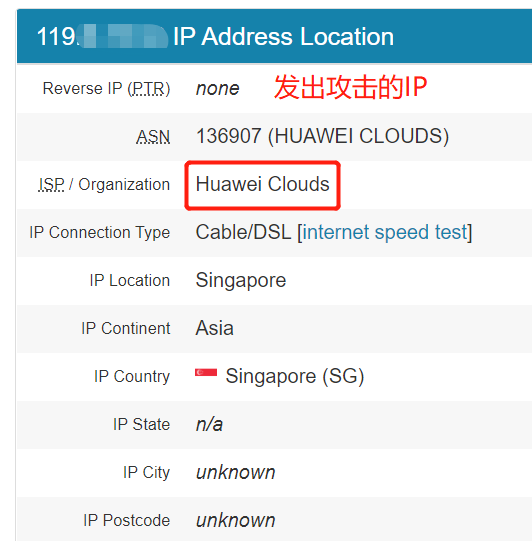 119. IP Address Location
Reverse IP (PTR) none 发出攻击的IP
ASN 136907 (HUAWEI CLOUDS)
ISP / Organization Huawei Clouds
IP Connection Type Cable/DSL [internet speed test]
IP Location Singapore
IP Continent Asia
IP Country Singapore (SG)
IP State n/a
IP City unknown
IP Postcode unknown